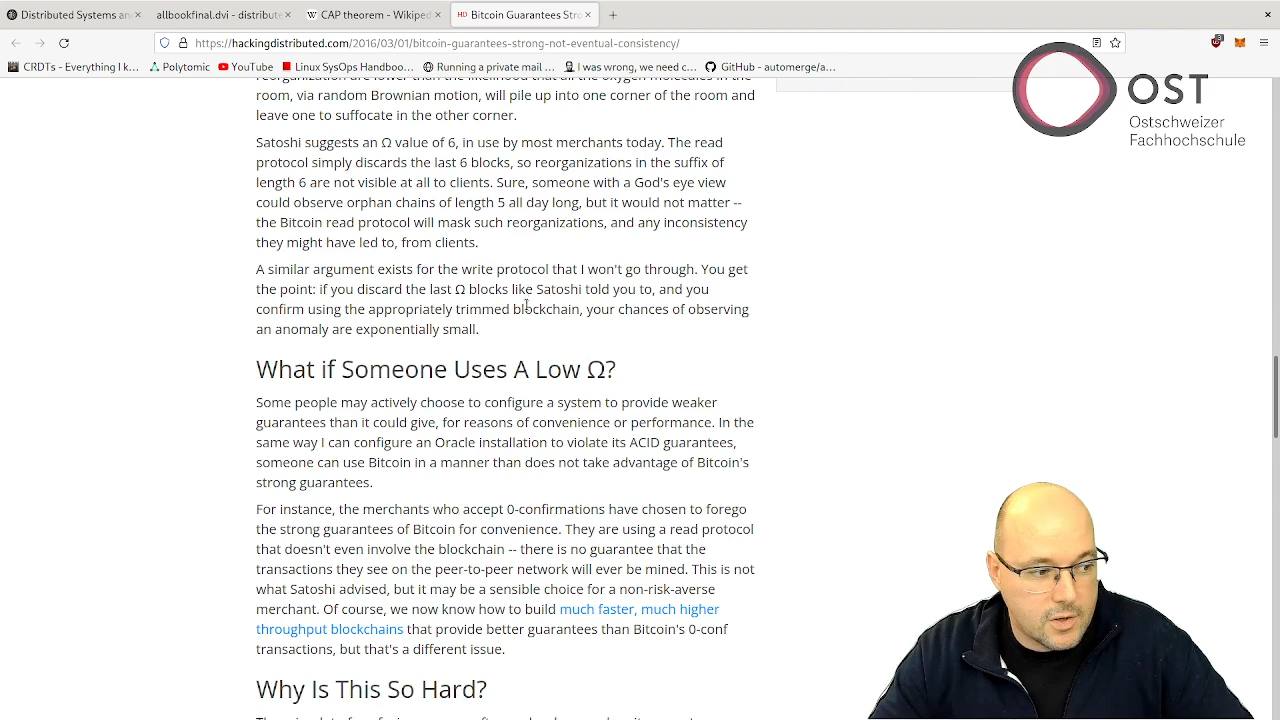 Distributed Systems an
allbookfinal.dvi - distribute
CAP theorem - Wikiped
HD Bitcoin Guarantees Stro
https://hackingdistributed.com/2016/03/01/bitcoin-guarantees-strong-not-eventual-consistency/
3
CRDTs - Everything I k…
Polytomic
YouTube
Linux SysOps Handboo…
Running a private mail …
I was wrong, we need c…
GitHub - automerge/a…
OST
Ostschweizer
Fachhochschule
reorganization are lower than the likelihood that all the oxygen molecules in the
room, via random Brownian motion, will pile up into one corner of the room and
leave one to suffocate in the other corner.
Satoshi suggests an Ω value of 6, in use by most merchants today. The read
protocol simply discards the last 6 blocks, so reorganizations in the suffix of
length 6 are not visible at all to clients. Sure, someone with a God's eye view
could observe orphan chains of length 5 all day long, but it would not matter --
the Bitcoin read protocol will mask such reorganizations, and any inconsistency
they might have led to, from clients.
A similar argument exists for the write protocol that I won't go through. You get
the point: if you discard the last Ω blocks like Satoshi told you to, and you
confirm using the appropriately trimmed blockchain, your chances of observing
an anomaly are exponentially small.
What if Someone Uses A Low Ω?
Some people may actively choose to configure a system to provide weaker
guarantees than it could give, for reasons of convenience or performance. In the
same way I can configure an Oracle installation to violate its ACID guarantees,
someone can use Bitcoin in a manner than does not take advantage of Bitcoin's
strong guarantees.
For instance, the merchants who accept 0-confirmations have chosen to forego
the strong guarantees of Bitcoin for convenience. They are using a read protocol
that doesn't even involve the blockchain -- there is no guarantee that the
transactions they see on the peer-to-peer network will ever be mined. This is not
what Satoshi advised, but it may be a sensible choice for a non-risk-averse
merchant. Of course, we now know how to build much faster, much higher
throughput blockchains that provide better guarantees than Bitcoin's 0-conf
transactions, but that's a different issue.
Why Is This So Hard?